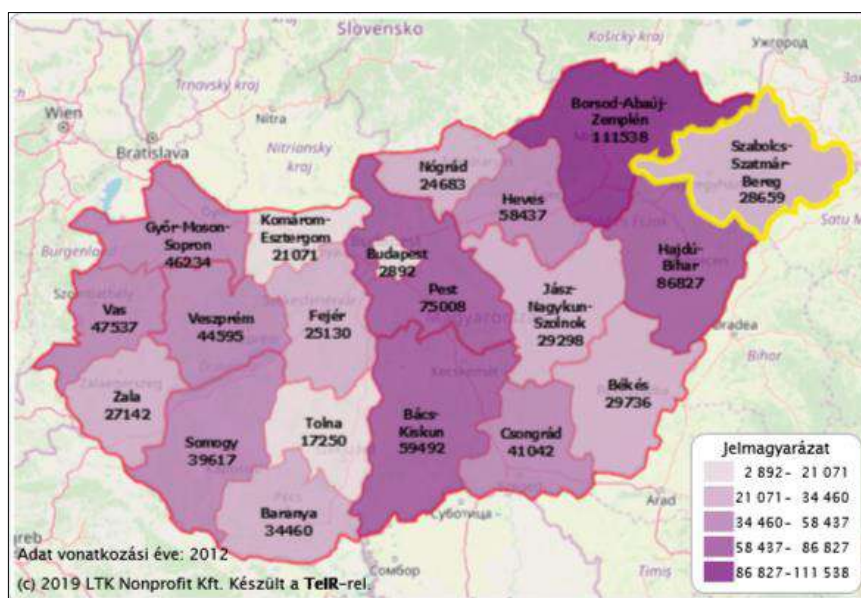 Slovensko
Košický kraj
Ужгород
Trnavský kraj
Wien
Nitra
Nitriansky
kraj
Bratislava
Borsod-Abaúj-
Zemplén
111538
Szabolcs-
Szatmár-
Bereg
28659
Satu M
Nógrád
24683
Heves
58437
Győr-Moson-
Sopron
46234
Komárom-
Esztergom
21071
Budapest
2892
Pest
75008
Hajdú-
Bihar
86827
Burgenland
Vas
47537
Veszprém
44595
Fejér
25130
Jász-
Nagykun-
Szolnok
29298
Oradea
Bihor
Zala
27142
Békés
29736
Somogy
39617
Tolna
17250
Bács-
Kiskun
59492
Csongrád
41042
Baranya
34460
Arad
Суботица
Сомбор
Timiș
greb
Jelmagyarázat
2 892- 21 071
21 071- 34 460
34 460- 58 437
58 437- 86 827
86 827-111 538
Adat vonatkozási éve: 2012
(c) 2019 LTK Nonprofit Kft. Készült a TeIR-rel.